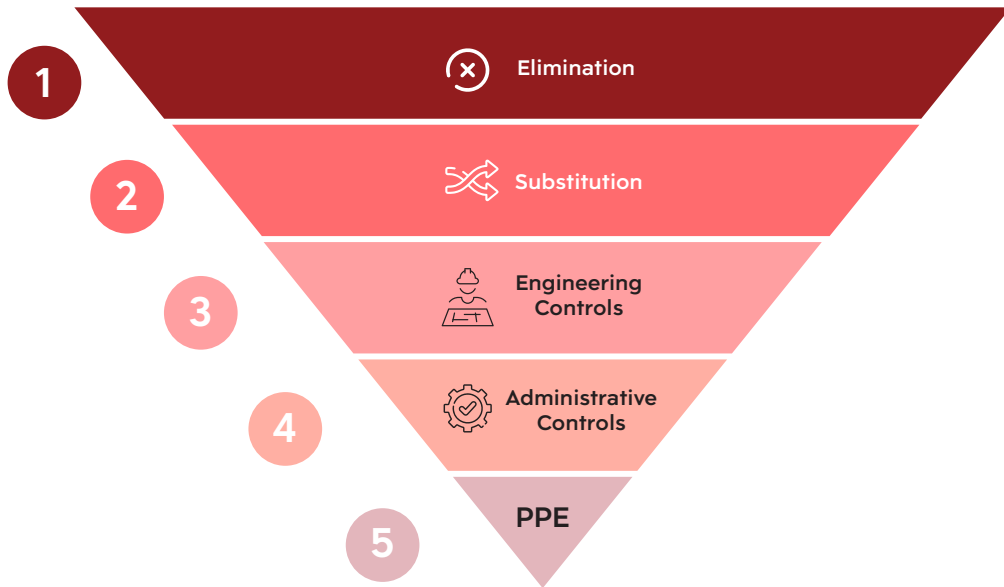 1
Elimination
2
Substitution
3
Engineering
Controls
4
Administrative
Controls
5
PPE